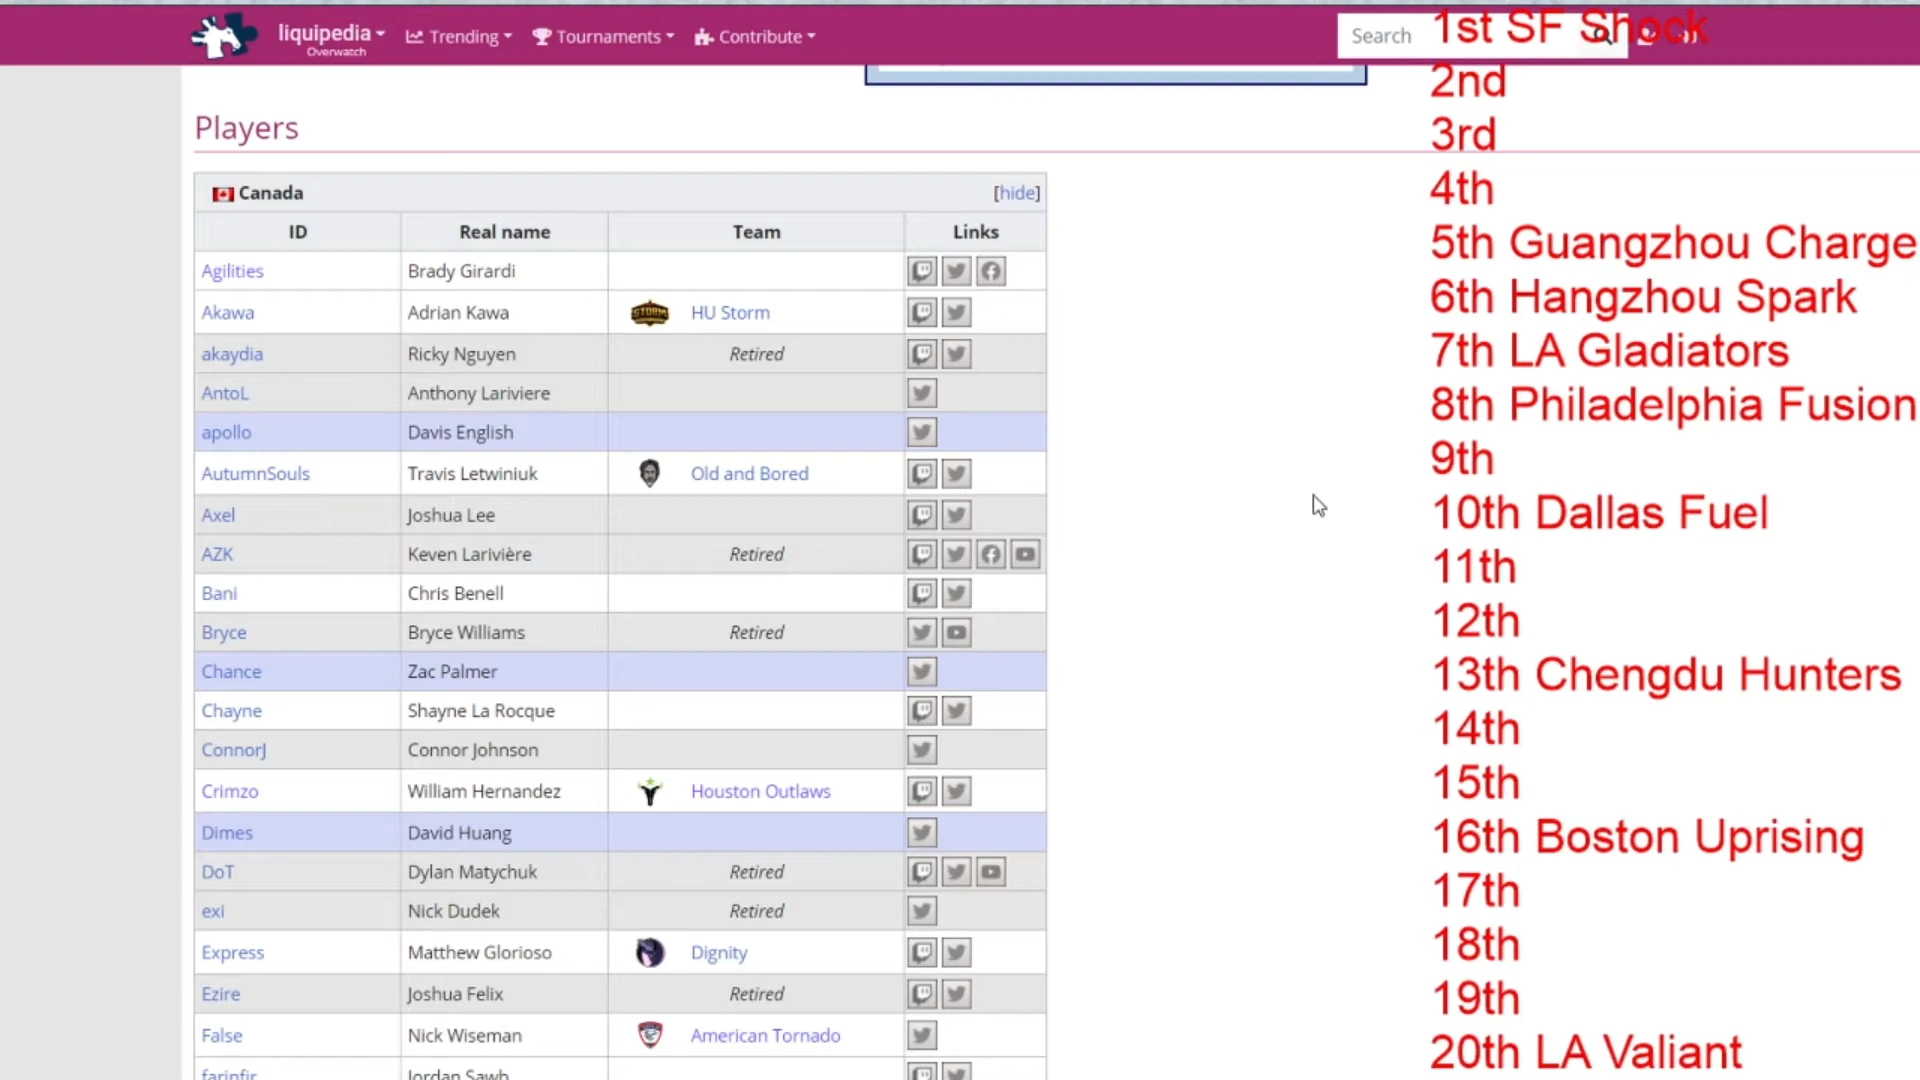 liquipedia
Overwatch
Trending
Tournaments
Contribute
Search
1st SF Shock
2nd
3rd
4th
5th Guangzhou Charge
6th Hangzhou Spark
7th LA Gladiators
8th Philadelphia Fusion
9th
10th Dallas Fuel
11th
12th
13th Chengdu Hunters
14th
15th
16th Boston Uprising
17th
18th
19th
20th LA Valiant
Players
Canada [hide]
ID Real name Team Links
Agilities Brady Girardi
Akawa Adrian Kawa STORM HU Storm
akaydia Ricky Nguyen Retired
AntoL Anthony Lariviere
apollo Davis English
AutumnSouls Travis Letwiniuk Old and Bored
Axel Joshua Lee
AZK Keven Larivière Retired
Bani Chris Benell
Bryce Bryce Williams Retired
Chance Zac Palmer
Chayne Shayne La Rocque
ConnorJ Connor Johnson
Crimzo William Hernandez Houston Outlaws
Dimes David Huang
DoT Dylan Matychuk Retired
exi Nick Dudek Retired
Express Matthew Glorioso Dignity
Ezire Joshua Felix Retired
False Nick Wiseman American Tornado
farinfir Jordan Sawh